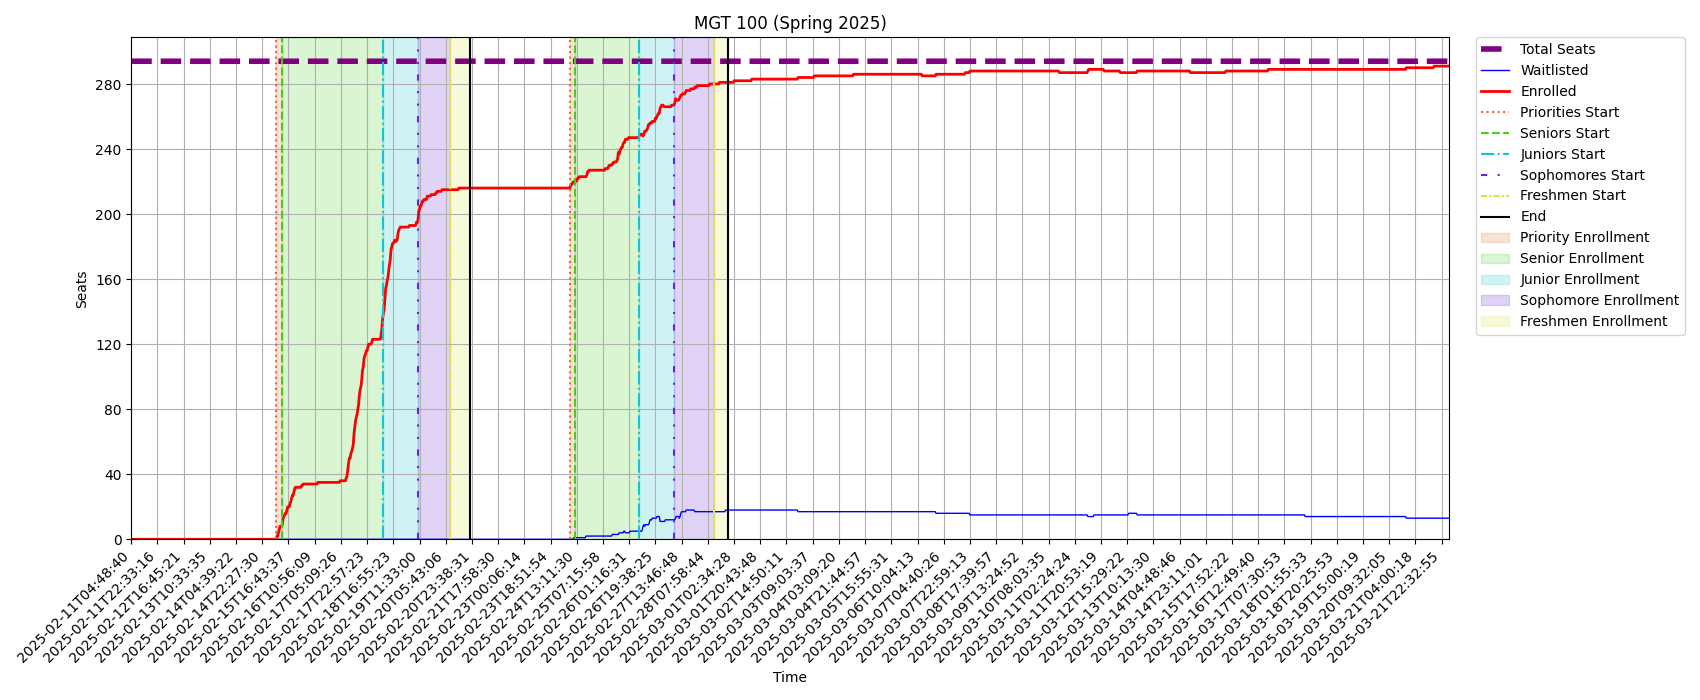 MGT 100 (Spring 2025)
Seats
280
240
200
160
120
80
40
0
2025-02-11T04:48:40
2025-02-11T22:33:16
2025-02-12T16:45:21
2025-02-13T10:33:35
2025-02-14T04:39:22
2025-02-14T22:27:30
2025-02-15T16:43:37
2025-02-16T10:56:09
2025-02-17T05:09:26
2025-02-17T22:57:23
2025-02-18T16:55:23
2025-02-19T11:33:00
2025-02-20T05:43:06
2025-02-20T23:38:31
2025-02-21T17:58:30
2025-02-23T00:06:14
2025-02-23T18:51:54
2025-02-24T13:11:30
2025-02-25T07:15:58
2025-02-26T01:16:31
2025-02-26T19:38:25
2025-02-27T13:46:48
2025-02-28T07:58:44
2025-03-01T02:34:28
2025-03-01T20:43:48
2025-03-02T14:50:11
2025-03-03T09:03:37
2025-03-04T03:09:20
2025-03-04T21:44:57
2025-03-05T15:55:31
2025-03-06T10:04:13
2025-03-07T04:40:26
2025-03-07T22:59:13
2025-03-08T17:39:57
2025-03-09T13:24:52
2025-03-10T08:03:35
2025-03-11T02:24:24
2025-03-11T20:53:19
2025-03-12T15:29:22
2025-03-13T10:13:30
2025-03-14T04:48:46
2025-03-14T23:11:01
2025-03-15T17:52:22
2025-03-16T12:49:40
2025-03-17T07:30:53
2025-03-18T01:55:33
2025-03-18T20:25:53
2025-03-19T15:00:19
2025-03-20T09:32:05
2025-03-21T04:00:18
2025-03-21T22:32:55
Time
Total Seats
Waitlisted
Enrolled
Priorities Start
Seniors Start
Juniors Start
Sophomores Start
Freshmen Start
End
Priority Enrollment
Senior Enrollment
Junior Enrollment
Sophomore Enrollment
Freshmen Enrollment